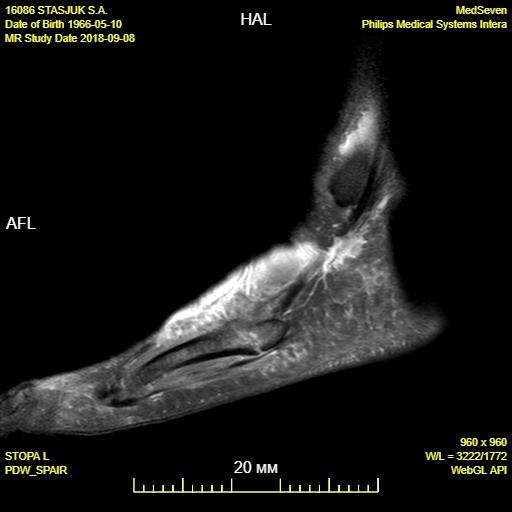 16086 STASJUK S.A.
Date of Birth 1966-05-10
MR Study Date 2018-09-08
HAL
MedSeven
Philips Medical Systems Intera
AFL
STOPA L
PDW_SPAIR
20 мм
960 x 960
W/L = 3222/1772
WebGL API